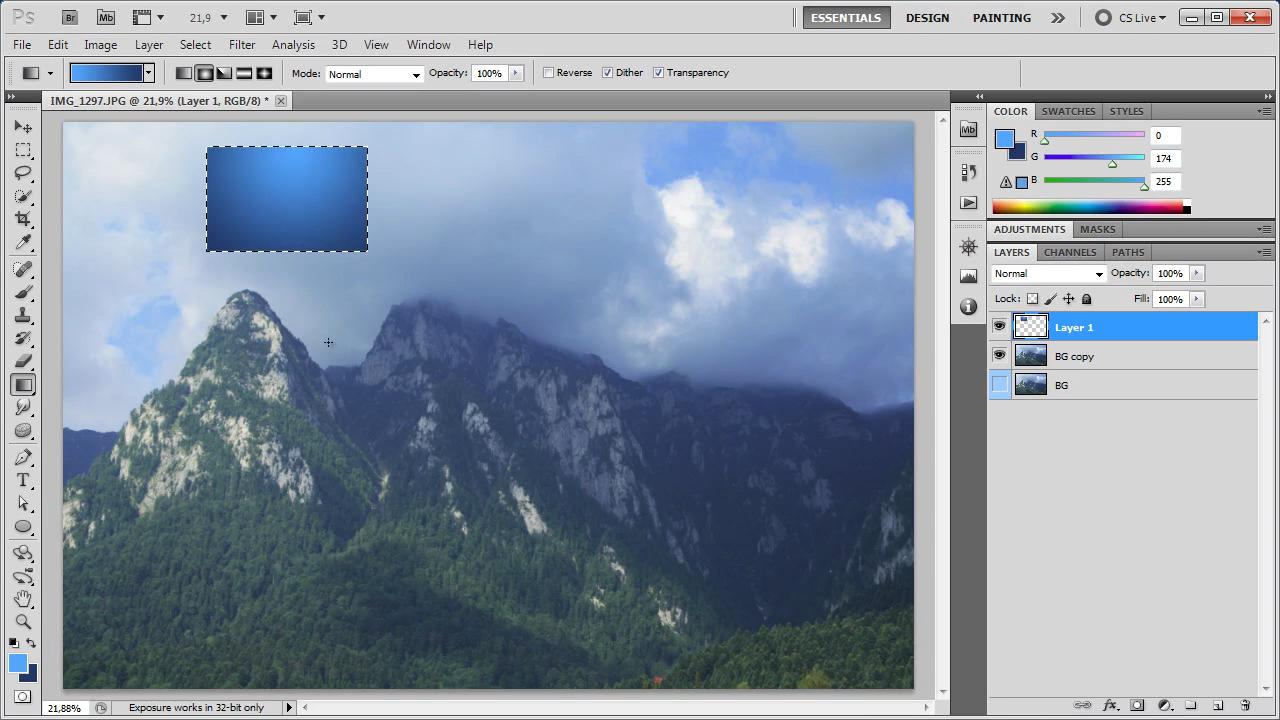 Ps Br Mb 21,9 ESSENTIALS DESIGN PAINTING CS Live
File Edit Image Layer Select Filter Analysis 3D View Window Help
Mode: Normal Opacity: 100% Reverse Dither Transparency
IMG_1297.JPG @ 21,9% (Layer 1, RGB/8) *
COLOR SWATCHES STYLES
Mb
R 0
G 174
B 255
ADJUSTMENTS MASKS
LAYERS CHANNELS PATHS
Normal Opacity: 100%
Lock: Fill: 100%
Layer 1
BG copy
BG
T
21,88% Exposure works in 32-bit only
fx